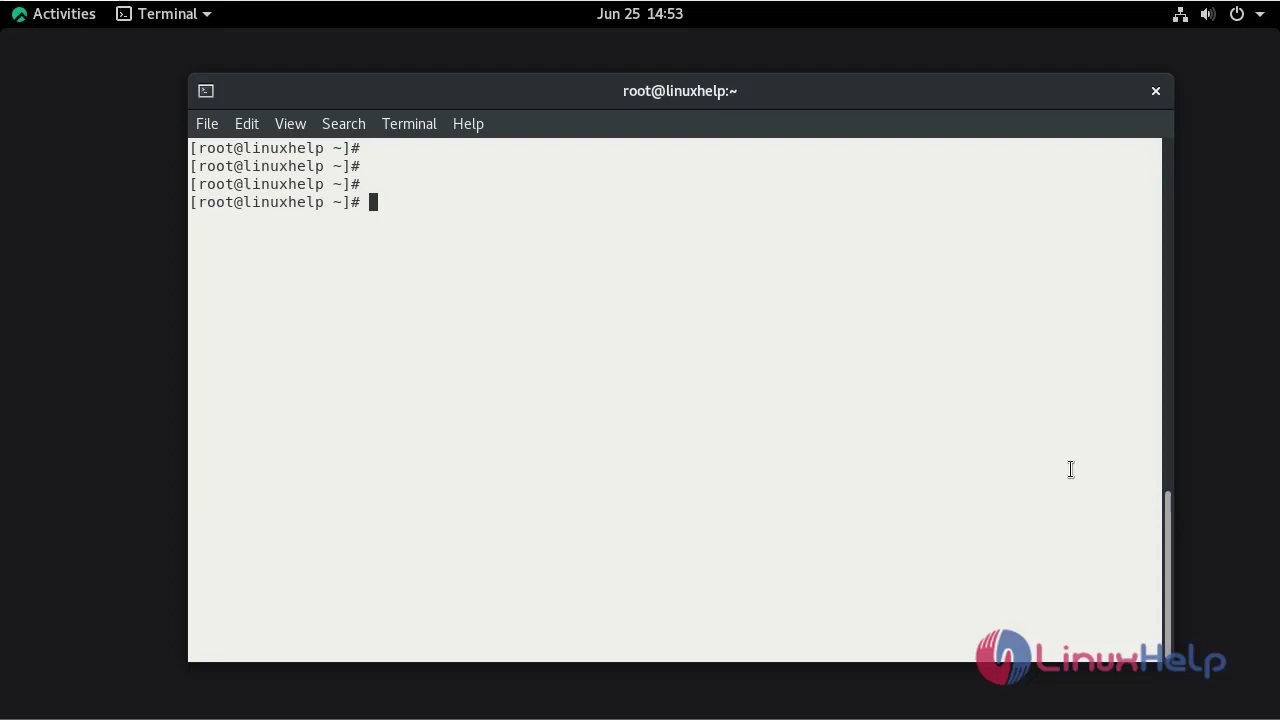 Activities Terminal Jun 25 14:53
root@linuxhelp:~
File Edit View Search Terminal Help
[root@linuxhelp ~]#
[root@linuxhelp ~]#
[root@linuxhelp ~]#
[root@linuxhelp ~]#
LinuxHelp